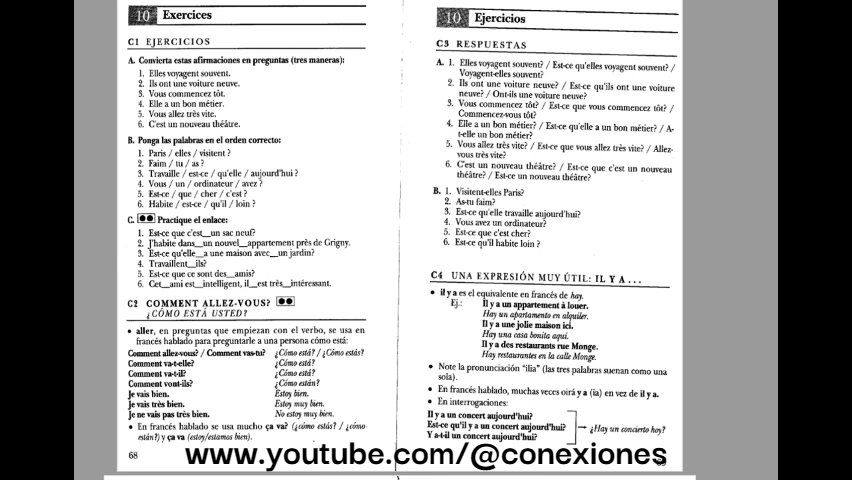 10 Exercices
C1 EJERCICIOS
A. Convierta estas afirmaciones en preguntas (tres maneras):
1. Elles voyagent souvent.
2. Ils ont une voiture neuve.
3. Vous commencez tôt.
4. Elle a un bon métier.
5. Vous allez très vite.
6. C'est un nouveau théâtre.
B. Ponga las palabras en el orden correcto:
1. Paris / elles / visitent ?
2. Faim / tu / as ?
3. Travaille / est-ce / qu'elle / aujourd'hui ?
4. Vous / un / ordinateur / avez ?
5. Est-ce / que / cher / c'est ?
6. Habite / est-ce / qu'il / loin ?
C. Practique el enlace:
1. Est-ce que c'est__un sac neuf?
2. J'habite dans__un nouvel__appartement près de Grigny.
3. Est-ce qu'elle__a une maison avec__un jardin?
4. Travaillent__ils?
5. Est-ce que ce sont des__amis?
6. Cet__ami est__intelligent, il__est très__intéressant.
C2 COMMENT ALLEZ-VOUS?
¿CÓMO ESTÁ USTED?
• aller, en preguntas que empiezan con el verbo, se usa en
francés hablado para preguntarle a una persona cómo está:
Comment allez-vous? / Comment vas-tu? ¿Cómo está? / ¿Cómo estás?
Comment va-t-elle? ¿Cómo está?
Comment va-t-il? ¿Cómo está?
Comment vont-ils? ¿Cómo están?
Je vais bien. Estoy bien.
Je vais très bien. Estoy muy bien.
Je ne vais pas très bien. No estoy muy bien.
• En francés hablado se usa mucho ça va? (¿cómo estás? / ¿cómo
están?) y ça va (estoy/estamos bien).
68
10 Ejercicios
C3 RESPUESTAS
A. 1. Elles voyagent souvent? / Est-ce qu'elles voyagent souvent? /
Voyagent-elles souvent?
2. Ils ont une voiture neuve? / Est-ce qu'ils ont une voiture
neuve? / Ont-ils une voiture neuve?
3. Vous commencez tôt? / Est-ce que vous commencez tôt? /
Commencez-vous tôt?
4. Elle a un bon métier? / Est-ce qu'elle a un bon métier? / A-
t-elle un bon métier?
5. Vous allez très vite? / Est-ce que vous allez très vite? / Allez-
vous très vite?
6. C'est un nouveau théâtre? / Est-ce que c'est un nouveau
théâtre? / Est-ce un nouveau théâtre?
B. 1. Visitent-elles Paris?
2. As-tu faim?
3. Est-ce qu'elle travaille aujourd'hui?
4. Vous avez un ordinateur?
5. Est-ce que c'est cher?
6. Est-ce qu'il habite loin ?
C4 UNA EXPRESIÓN MUY ÚTIL: IL Y A . . .
• il y a es el equivalente en francés de hay.
Ej.: Il y a un appartement à louer.
Hay un apartamento en alquiler.
Il y a une jolie maison ici.
Hay una casa bonita aquí.
Il y a des restaurants rue Monge.
Hay restaurantes en la calle Monge.
• Note la pronunciación "ilia" (las tres palabras suenan como una
sola).
• En francés hablado, muchas veces oirá y a (ia) en vez de il y a.
• En interrogaciones:
Il y a un concert aujourd'hui?
Est-ce qu'il y a un concert aujourd'hui? → ¿Hay un concierto hoy?
Y a-t-il un concert aujourd'hui?
www.youtube.com/@conexiones